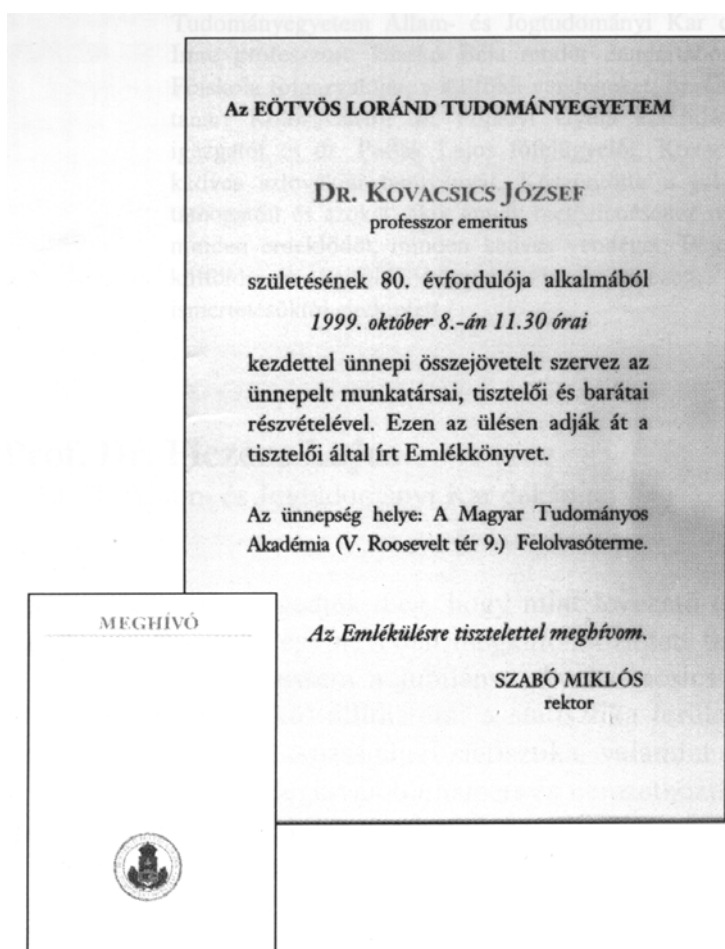 Az EÖTVÖS LORÁND TUDOMÁNYEGYETEM
DR. KOVACSICS JÓZSEF
professzor emeritus
születésének 80. évfordulója alkalmából
1999. október 8.-án 11.30 órai
kezdettel ünnepi összejövetelt szervez az
ünnepelt munkatársai, tisztelői és barátai
részvételével. Ezen az ülésen adják át a
tisztelői által írt Emlékkönyvet.
Az ünnepség helye: A Magyar Tudományos
Akadémia (V. Roosevelt tér 9.) Felolvasóterme.
Az Emlékülésre tisztelettel meghívom.
SZABÓ MIKLÓS
rektor
MEGHÍVÓ